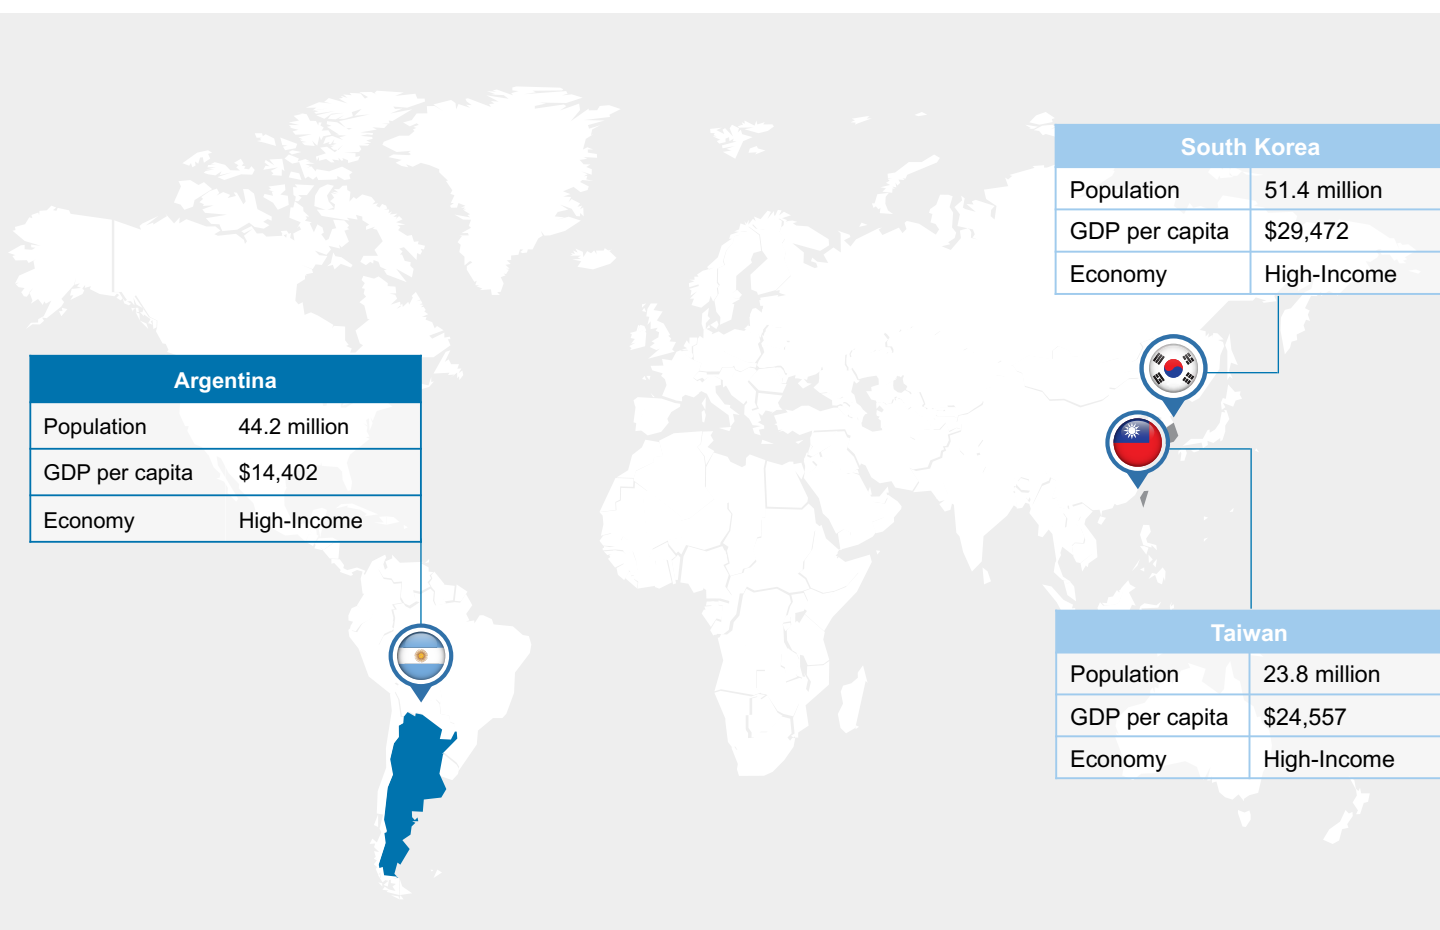 South Korea
Population 51.4 million
GDP per capita $29,472
Economy High-Income
Argentina
Population 44.2 million
GDP per capita $14,402
Economy High-Income
Taiwan
Population 23.8 million
GDP per capita $24,557
Economy High-Income